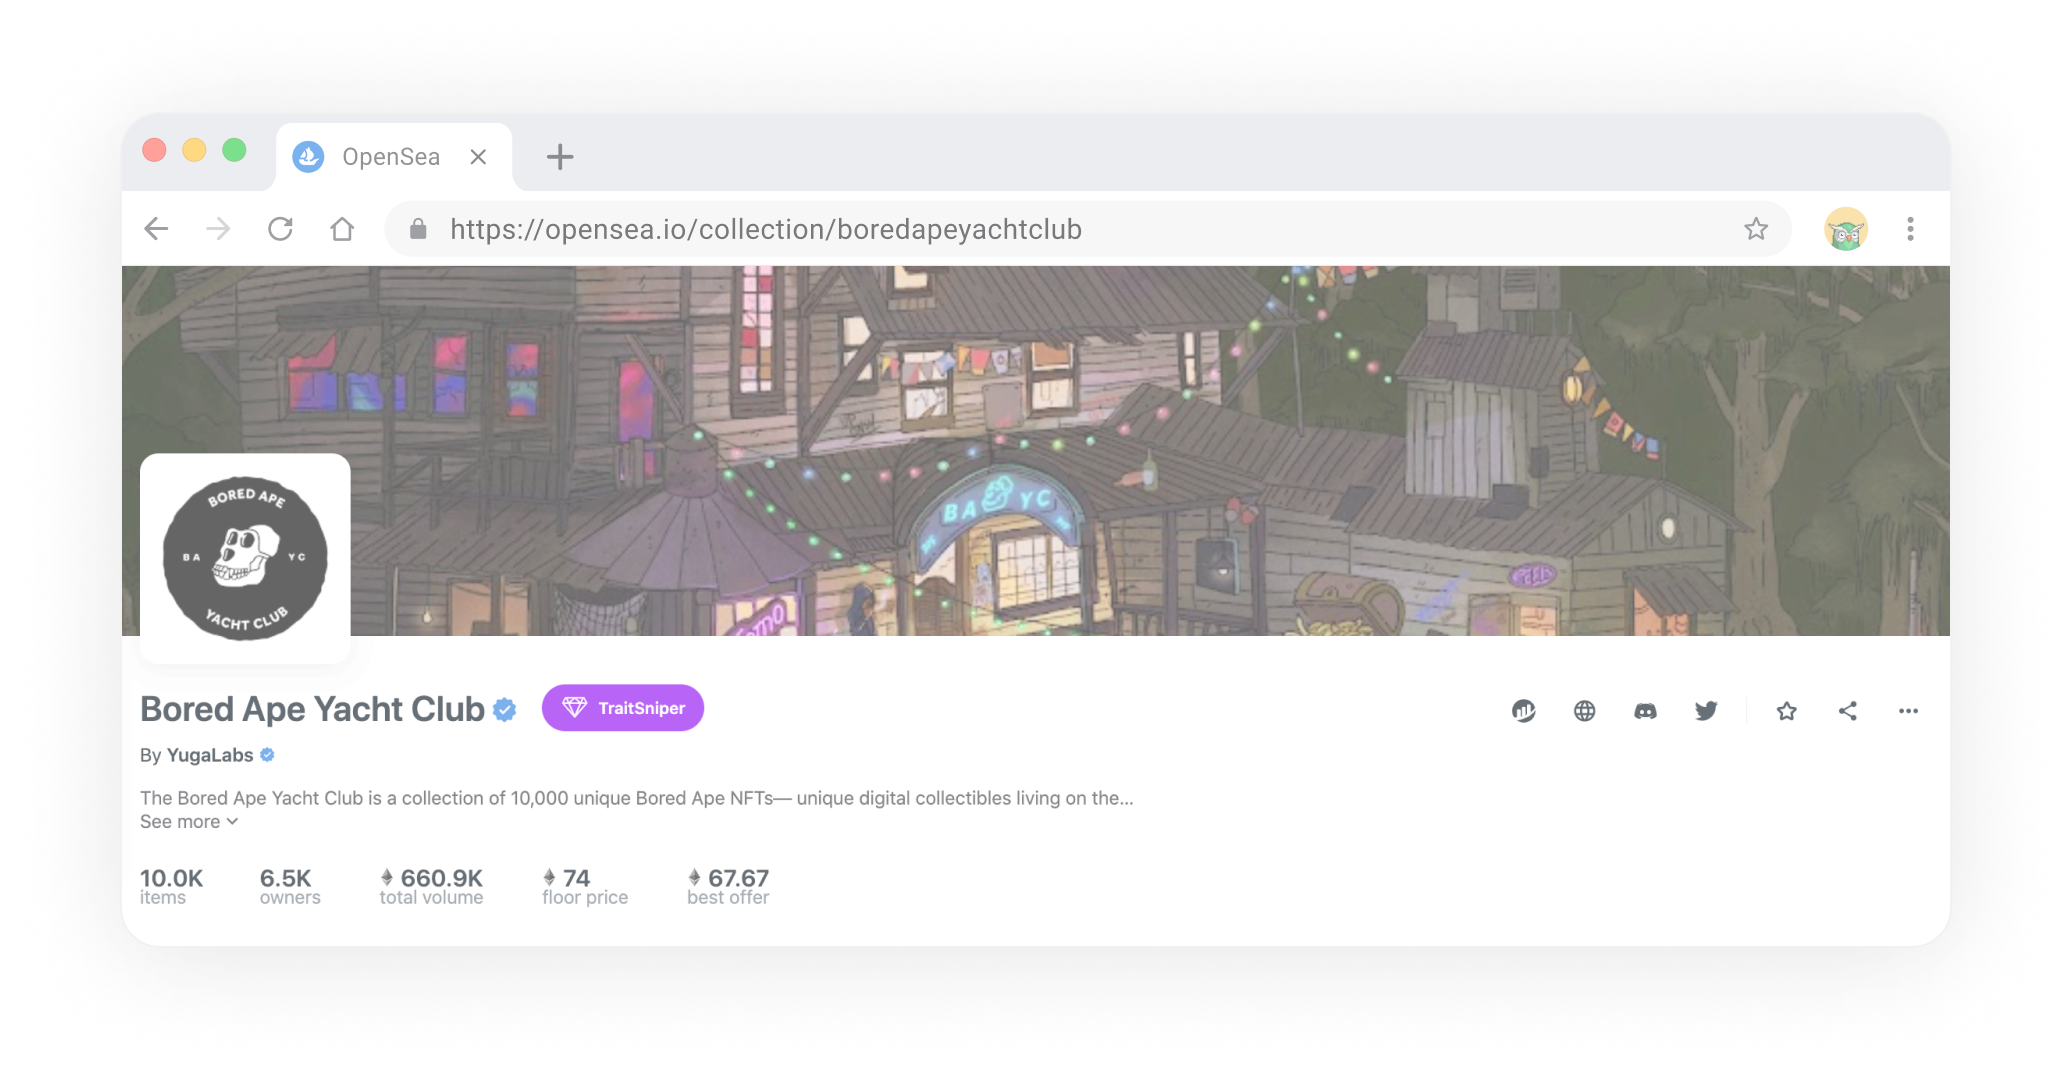 OpenSea
https://opensea.io/collection/boredapeyachtclub
BA YC
BORED APE
BA YC
YACHT CLUB
Bored Ape Yacht Club
TraitSniper
By YugaLabs
The Bored Ape Yacht Club is a collection of 10,000 unique Bored Ape NFTs— unique digital collectibles living on the...
See more
10.0K 6.5K 660.9K 74 67.67
items owners total volume floor price best offer